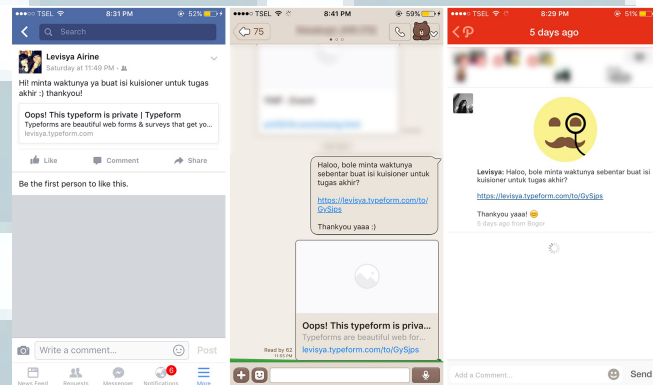 TSEL 8:31 PM 52%
Search
Levisya Airine
Saturday at 11:49 PM
Hi! minta waktunya ya buat isi kuisioner untuk tugas
akhir :) thankyou!
Oops! This typeform is private | Typeform
Typeforms are beautiful web forms & surveys that get yo...
levisya.typeform.com
Like Comment Share
Be the first person to like this.
Write a comment... Post
6
News Feed Requests Messenger Notifications More
TSEL 8:41 PM 59%
75
Haloo, bole minta waktunya
sebentar buat isi kuisioner untuk
tugas akhir?
https://levisya.typeform.com/to/
GySjps
Thankyou yaaa :)
Oops! This typeform is priva...
Typeforms are beautiful web for...
levisya.typeform.com/to/GySjps
Read by 62
TSEL 8:29 PM 51%
5 days ago
Levisya: Haloo, bole minta waktunya sebentar buat isi
kuisioner untuk tugas akhir?
https://levisya.typeform.com/to/GySjps
Thankyou yaaa! 😊
5 days ago from Bogor
Add a Comment... Send